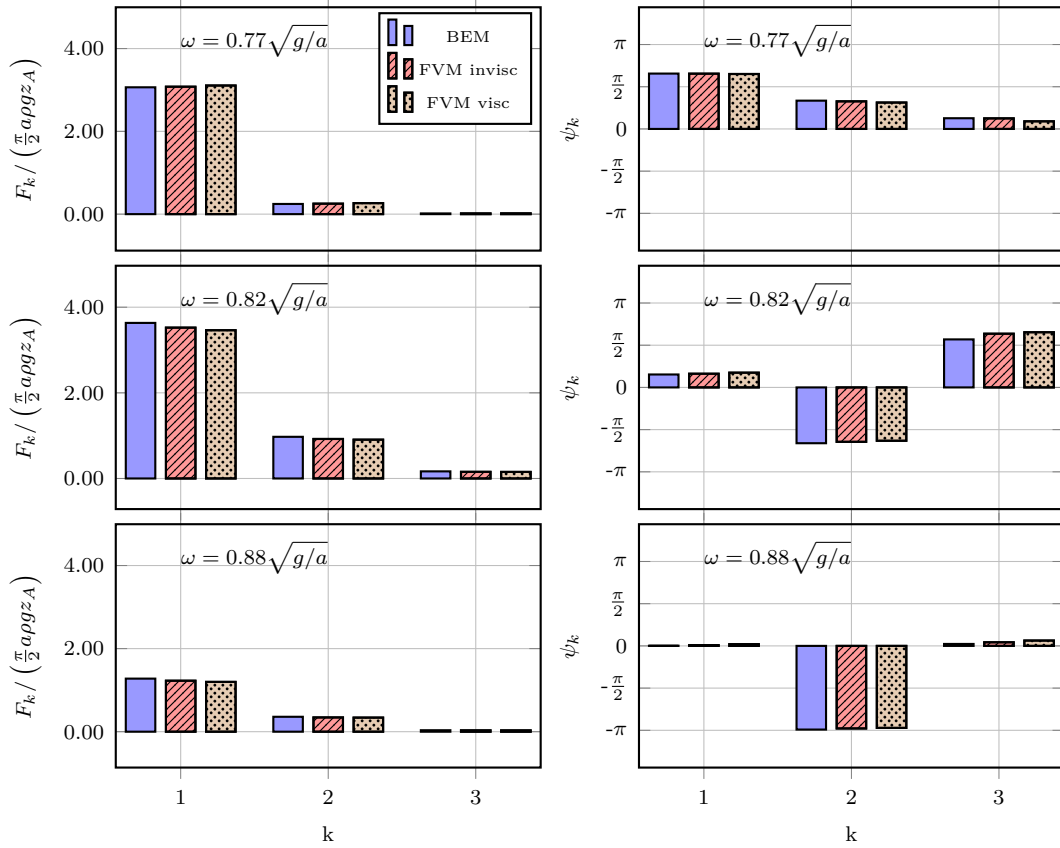 4.00
2.00
0.00
F_k / (π/2 aρgz_A)
ω = 0.77√g/a
BEM
FVM invisc
FVM visc
π
π/2
0
-π/2
-π
ψ_k
ω = 0.77√g/a
4.00
2.00
0.00
F_k / (π/2 aρgz_A)
ω = 0.82√g/a
π
π/2
0
-π/2
-π
ψ_k
ω = 0.82√g/a
4.00
2.00
0.00
F_k / (π/2 aρgz_A)
ω = 0.88√g/a
1 2 3
k
π
π/2
0
-π/2
-π
ψ_k
ω = 0.88√g/a
1 2 3
k